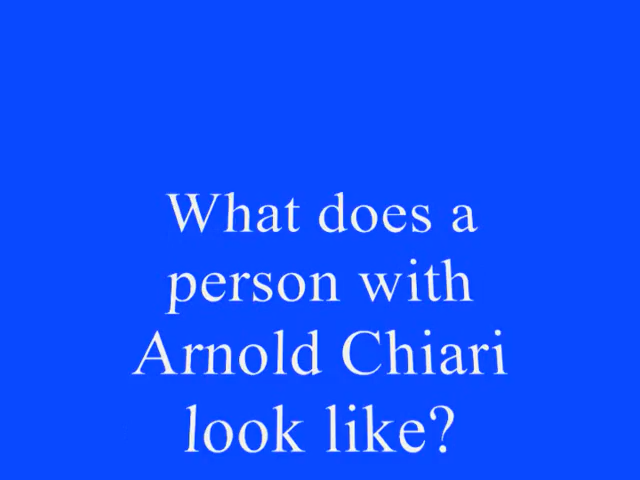 What does a
person with
Arnold Chiari
look like?